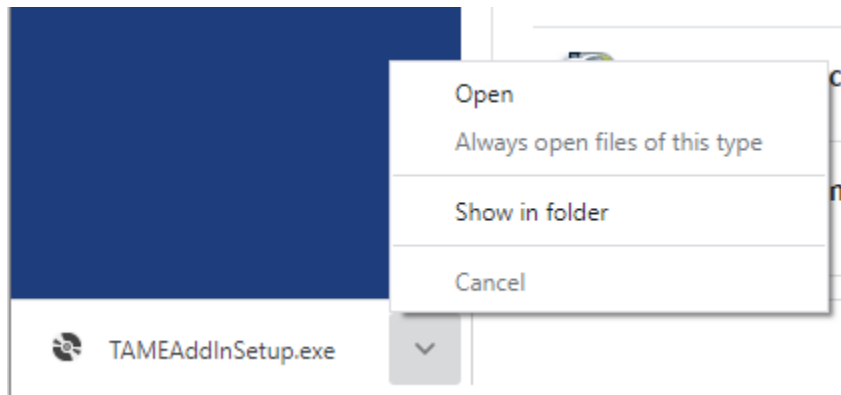 Open
Always open files of this type
Show in folder
Cancel
TAMEAddInSetup.exe